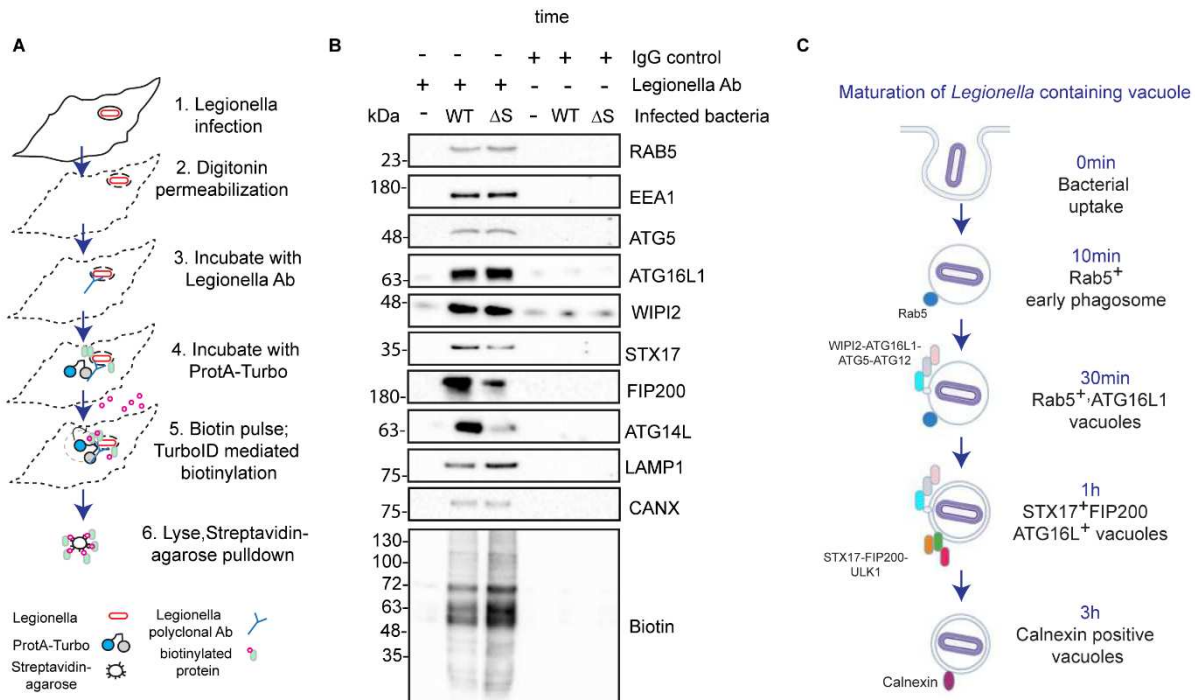 time
A
1. Legionella
infection
2. Digitonin
permeabilization
3. Incubate with
Legionella Ab
4. Incubate with
ProtA-Turbo
5. Biotin pulse;
TurboID mediated
biotinylation
6. Lyse,Streptavidin-
agarose pulldown
Legionella
ProtA-Turbo
Streptavidin-
agarose
Legionella
polyclonal Ab
biotinylated
protein
B
- - - + + + IgG control
+ + + - - - Legionella Ab
kDa - WT ΔS - WT ΔS Infected bacteria
23- RAB5
180- EEA1
48- ATG5
63- ATG16L1
48- WIPI2
35- STX17
180- FIP200
63- ATG14L
75- LAMP1
75- CANX
130-
100-
72-
63- Biotin
48-
35-
C
Maturation of Legionella containing vacuole
0min
Bacterial
uptake
10min
Rab5+
early phagosome
Rab5
WIPI2-ATG16L1-
ATG5-ATG12
30min
Rab5+·ATG16L1
vacuoles
1h
STX17+FIP200
ATG16L+ vacuoles
STX17-FIP200-
ULK1
3h
Calnexin positive
vacuoles
Calnexin